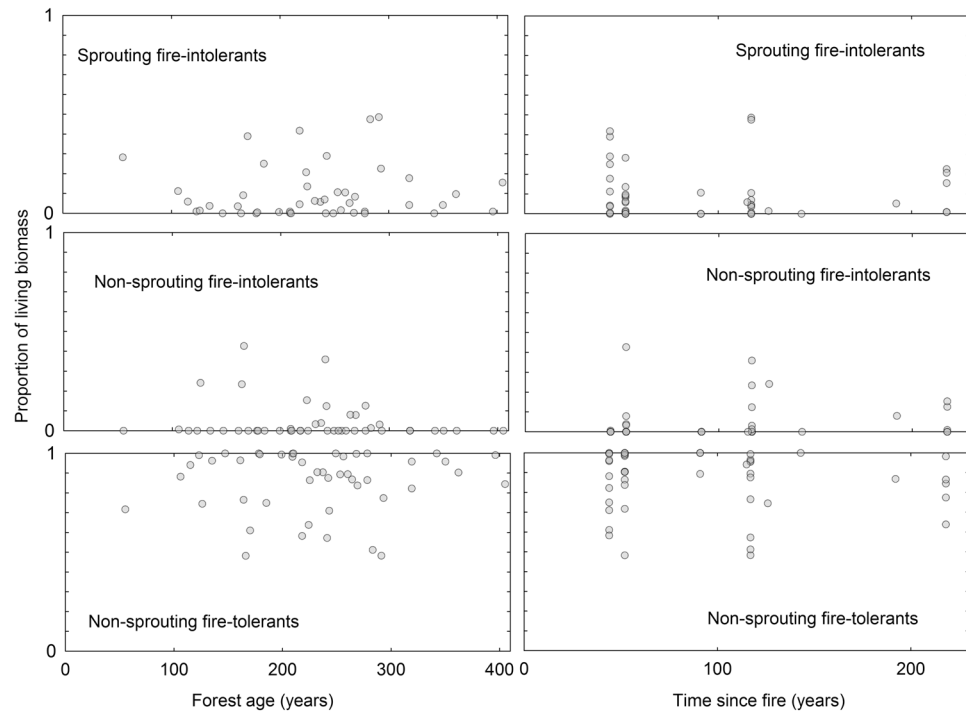 1
Sprouting fire-intolerants
Sprouting fire-intolerants
0
1
Non-sprouting fire-intolerants
Non-sprouting fire-intolerants
Proportion of living biomass
0
1
Non-sprouting fire-tolerants
Non-sprouting fire-tolerants
0
0 100 200 300 400
0 100 200
Forest age (years)
Time since fire (years)